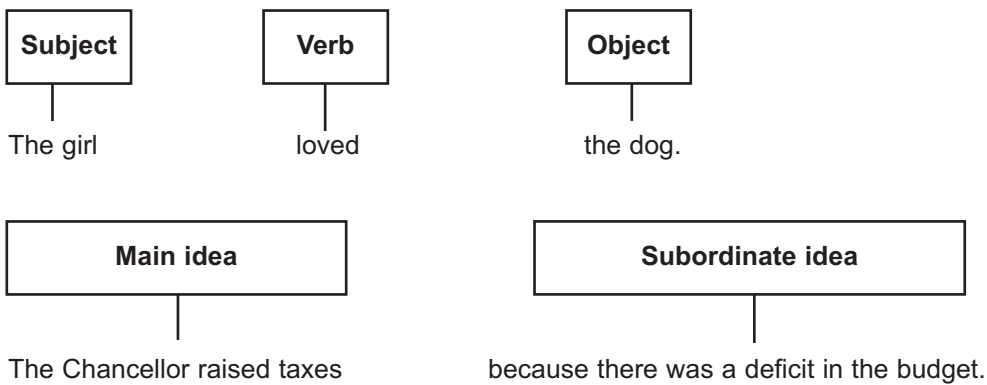 Subject Verb Object
The girl loved the dog.
Main idea Subordinate idea
The Chancellor raised taxes because there was a deficit in the budget.